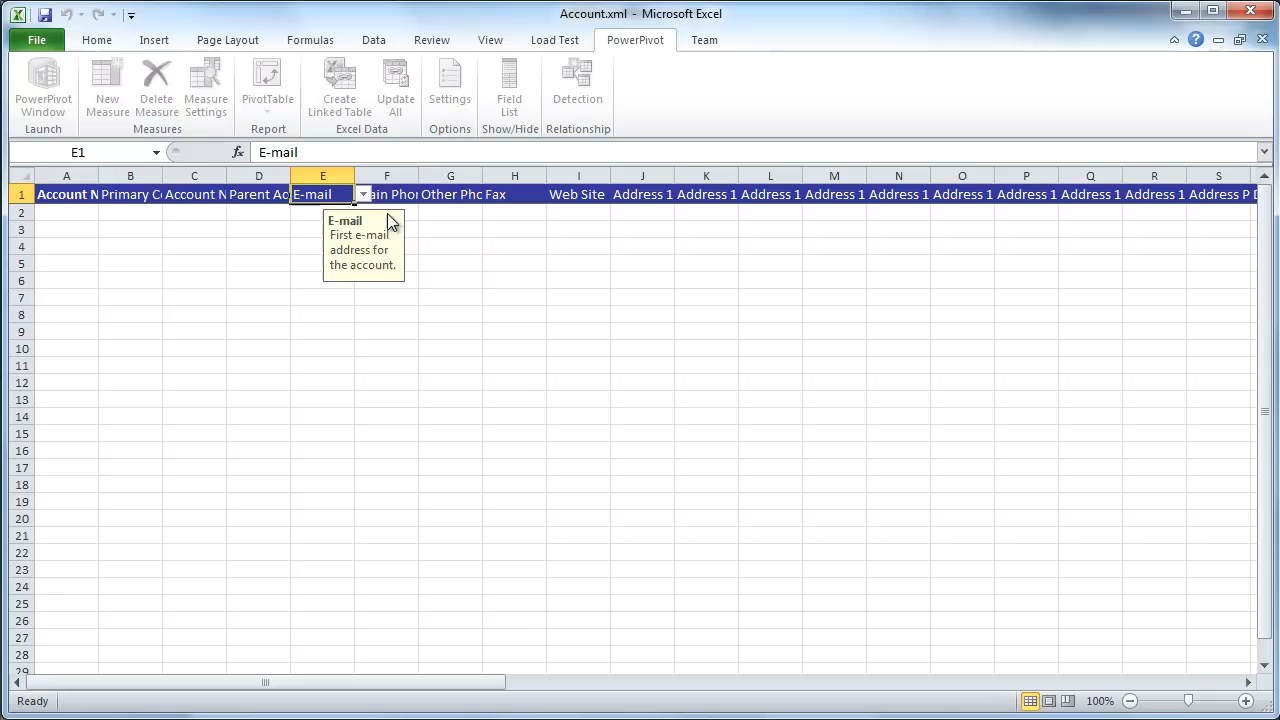 Account.xml - Microsoft Excel
File Home Insert Page Layout Formulas Data Review View Load Test PowerPivot Team
PowerPivot Window
New Measure
Delete Measure
Measure Settings
PivotTable
Create Linked Table
Update All
Settings
Field List
Detection
Launch Measures Report Excel Data Options Show/Hide Relationship
E1 fx E-mail
A B C D E F G H I J K L M N O P Q R S
1 Account N Primary Co Account N Parent Ac E-mail ain Phor Other Phc Fax Web Site Address 1 Address 1 Address 1 Address 1 Address 1 Address 1 Address 1 Address 1 Address 1 Address P
2
E-mail
First e-mail
address for
the account.
3
4
5
6
7
8
9
10
11
12
13
14
15
16
17
18
19
20
21
22
23
24
25
26
27
28
29
Ready 100%